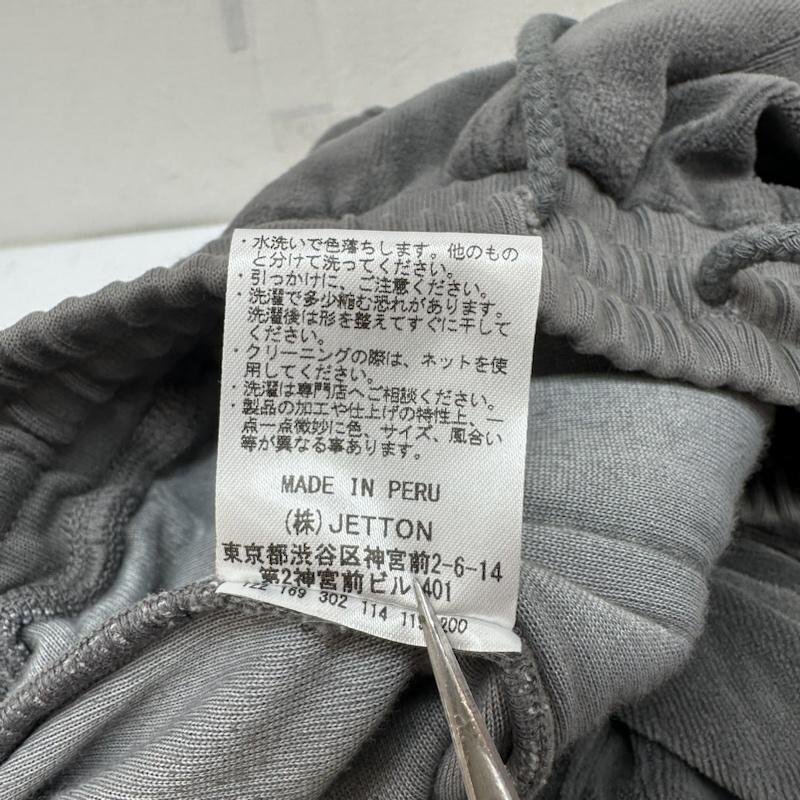 ・水洗いで色落ちします。他のもの
と分けて洗ってください。
・引っかけに、ご注意ください。
・洗濯で多少縮む恐れがあります。
洗濯後は形を整えてすぐに干して
ください。
・クリーニングの際は、ネットを使
用してください。
・洗濯は専門店へご相談ください。
・製品の加工や仕上げの特性上、一
点一点微妙に色、サイズ、風合い
等が異なる事あります。
MADE IN PERU
(株)JETTON
東京都渋谷区神宮前2-6-14
第2神宮前ビル 401
169 302 114 200